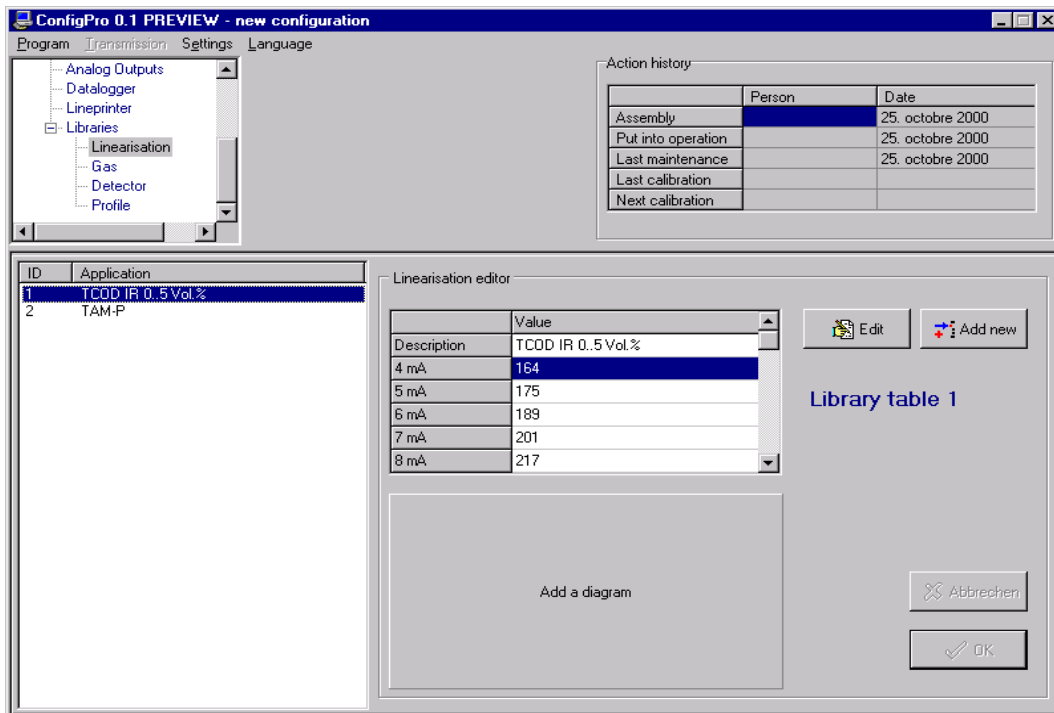 ConfigPro 0.1 PREVIEW - new configuration
Program Transmission Settings Language
Analog Outputs
Datalogger
Lineprinter
Libraries
Linearisation
Gas
Detector
Profile
Action history
Person Date
Assembly 25. octobre 2000
Put into operation 25. octobre 2000
Last maintenance 25. octobre 2000
Last calibration
Next calibration
ID Application
1 TCOD IR 0..5 Vol.%
2 TAM-P
Linearisation editor
Value
Description TCOD IR 0..5 Vol.%
4 mA 164
5 mA 175
6 mA 189
7 mA 201
8 mA 217
Edit Add new
Library table 1
Add a diagram
Abbrechen
OK